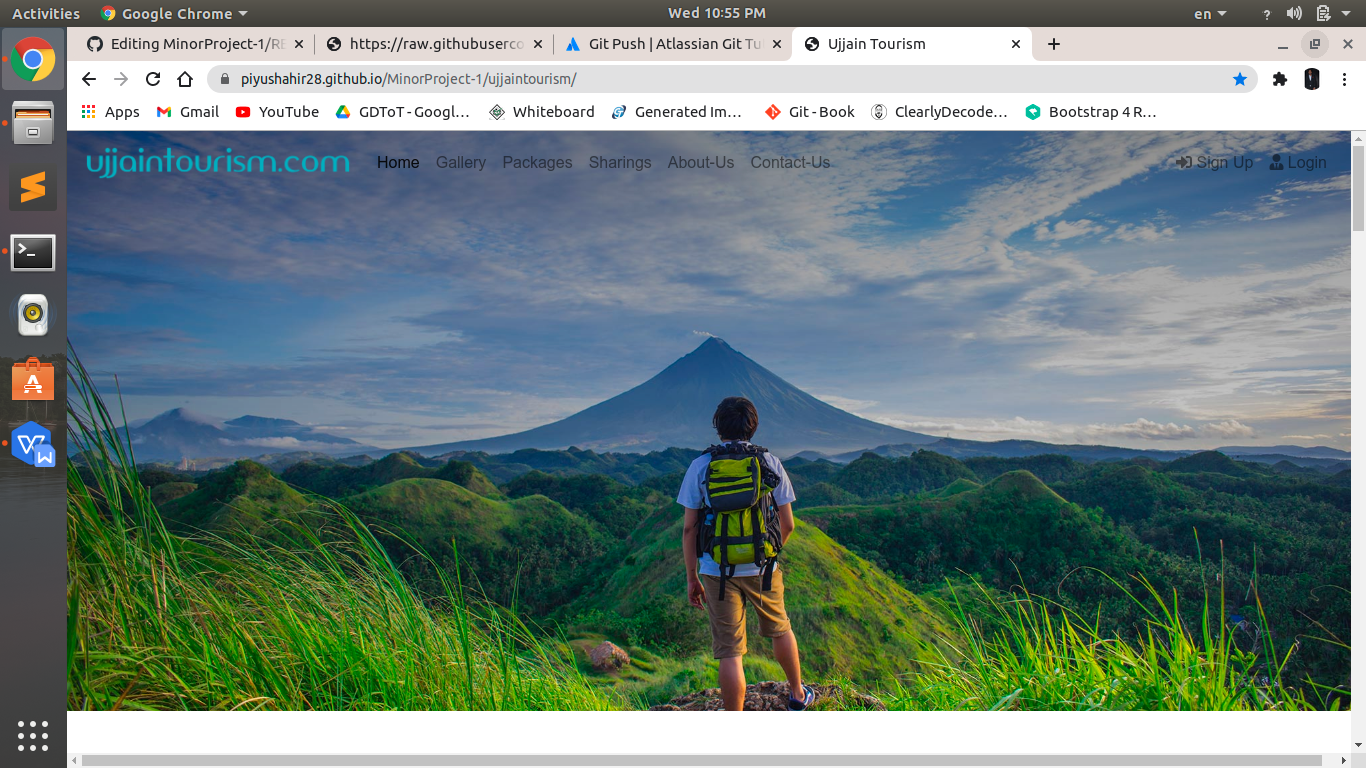 Activities Google Chrome Wed 10:55 PM en ?
Editing MinorProject-1/RE https://raw.githubuserco Git Push | Atlassian Git Tu Ujjain Tourism
piyushahir28.github.io/MinorProject-1/ujjaintourism/
Apps Gmail YouTube GDToT - Googl... Whiteboard Generated Im... Git - Book ClearlyDecode... Bootstrap 4 R...
ujjaintourism.com Home Gallery Packages Sharings About-Us Contact-Us Sign Up Login